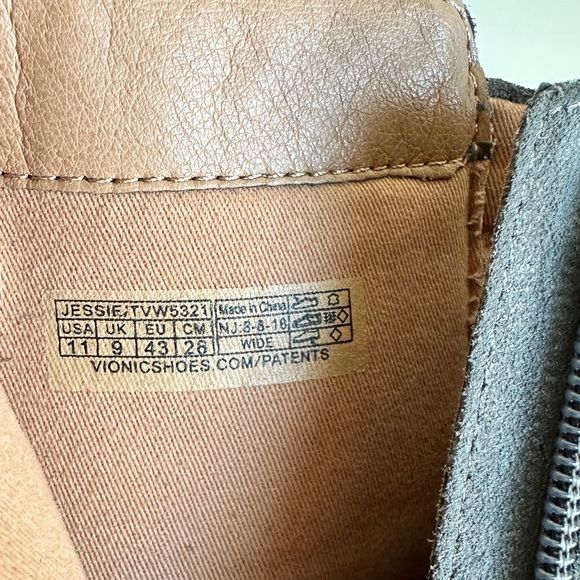 JESSIE/TVW5321 Made in China
USA UK EU CM NJ:8-8-16
11 9 43 28 WIDE
VIONICSHOES.COM/PATENTS